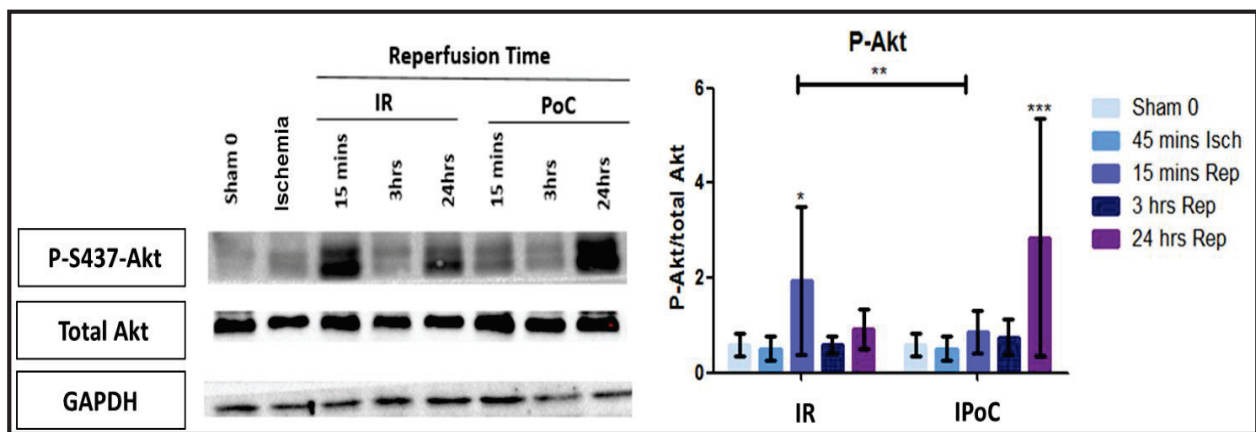 Reperfusion Time
IR
PoC
Sham 0
Ischemia
15 mins
3hrs
24hrs
15 mins
3hrs
24hrs
P-S437-Akt
Total Akt
GAPDH
P-Akt
**
P-Akt/total Akt
6
4
2
0
*
***
IR
IPoC
Sham 0
45 mins Isch
15 mins Rep
3 hrs Rep
24 hrs Rep